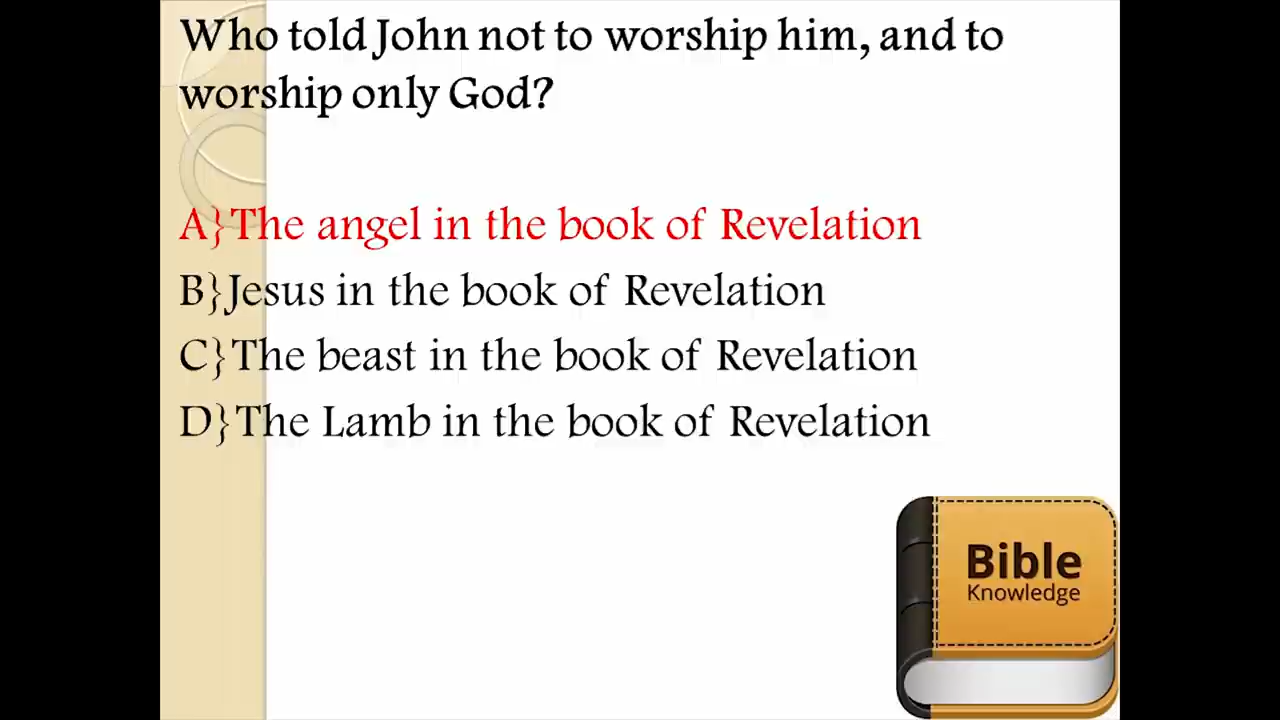 Who told John not to worship him, and to
worship only God?
A}The angel in the book of Revelation
B}Jesus in the book of Revelation
C}The beast in the book of Revelation
D}The Lamb in the book of Revelation
Bible
Knowledge